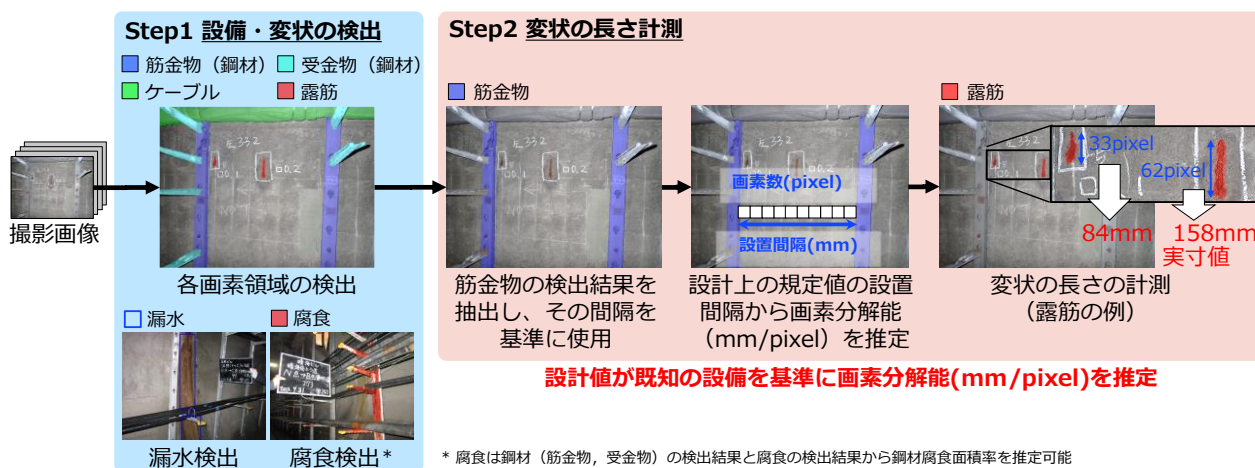 Step1 設備・変状の検出
筋金物（鋼材）
受金物（鋼材）
ケーブル
露筋
撮影画像
各画素領域の検出
漏水
腐食
漏水検出
腐食検出*
Step2 変状の長さ計測
筋金物
画素数(pixel)
設置間隔(mm)
露筋
33pixel
62pixel
84mm
158mm
実寸値
筋金物の検出結果を
抽出し、その間隔を
基準に使用
設計上の規定値の設置
間隔から画素分解能
（mm/pixel）を推定
変状の長さの計測
（露筋の例）
設計値が既知の設備を基準に画素分解能(mm/pixel)を推定
* 腐食は鋼材（筋金物，受金物）の検出結果と腐食の検出結果から鋼材腐食面積率を推定可能